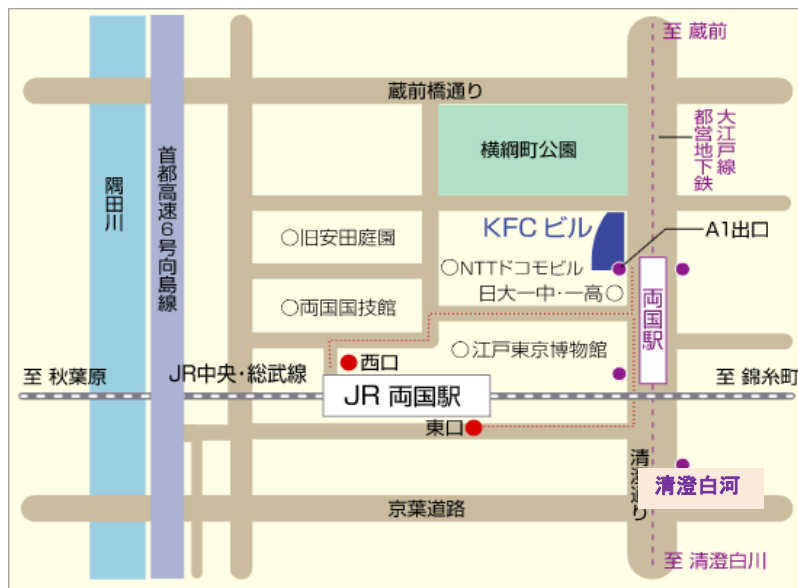 至 蔵前
蔵前橋通り
大江戸線
都営地下鉄
横綱町公園
隅田川
首都高速6号向島線
KFC ビル
A1出口
○旧安田庭園
○NTTドコモビル
日大一中・一高○
○両国国技館
両国駅
○江戸東京博物館
西口
至 秋葉原
JR中央・総武線
JR 両国駅
至 錦糸町
東口
清澄通り
清澄白河
京葉道路
至 清澄白川